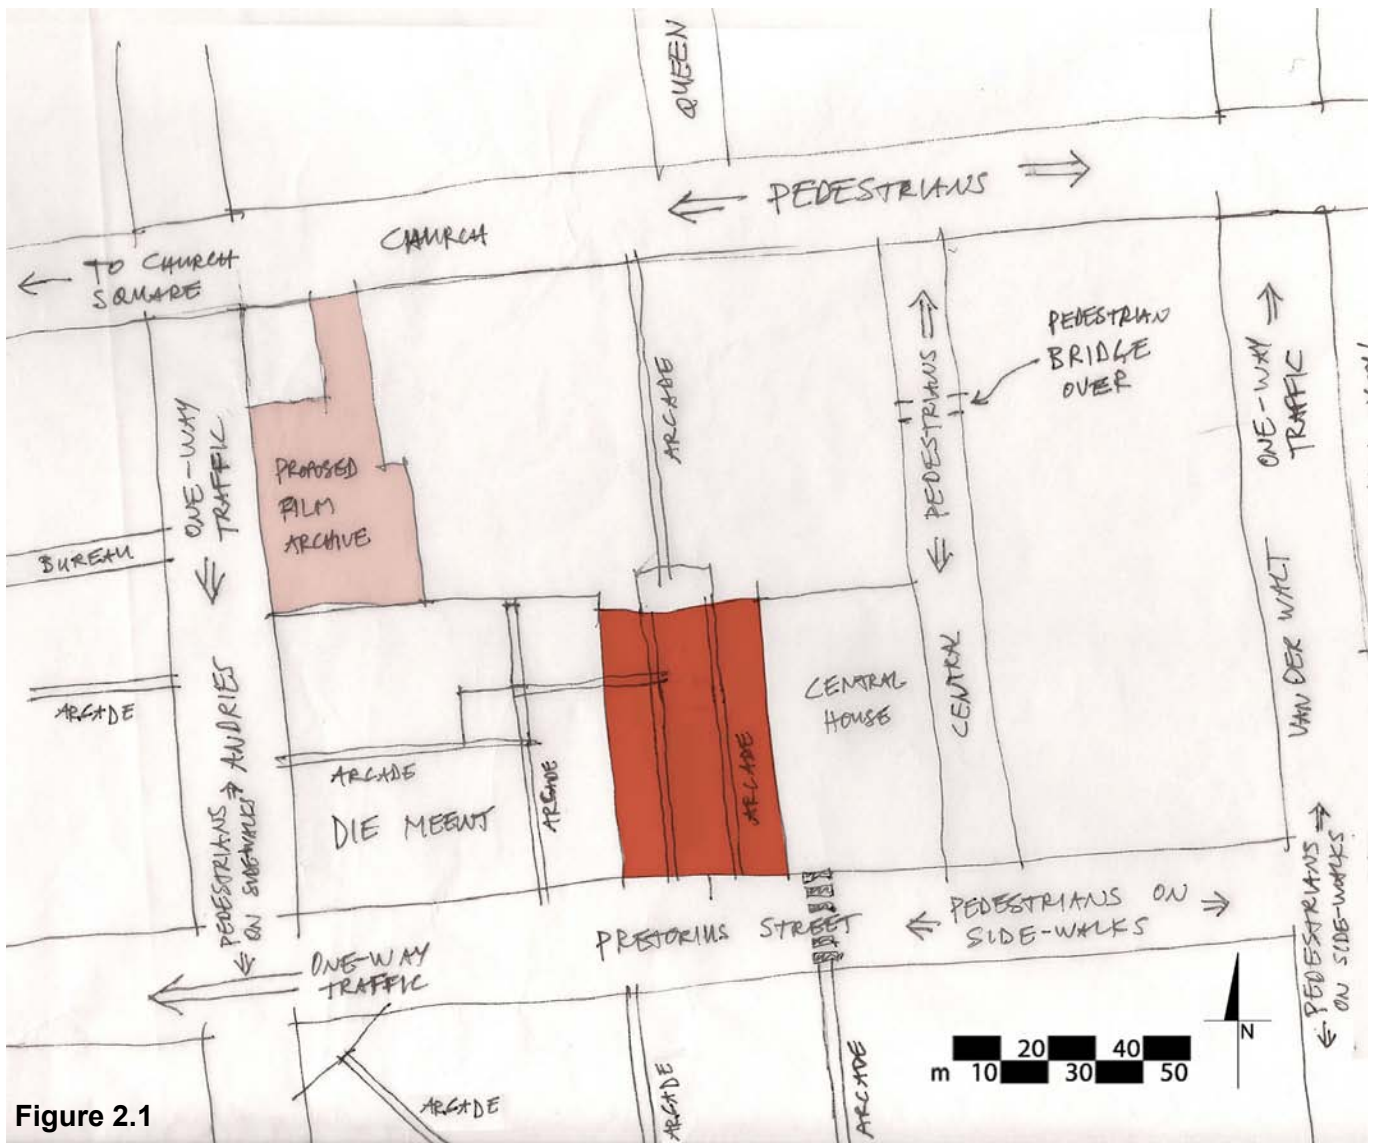 QUEEN
← PEDESTRIANS →
CHURCH
← TO CHURCH
SQUARE
PEDESTRIAN
BRIDGE
OVER
← PEDESTRIANS →
ARCADE
ONE-WAY →
TRAFFIC
ONE-WAY
TRAFFIC
←
PROPOSED
FILM
ARCHIVE
BUREAU
ARCADE
ANDRIES
← PEDESTRIANS →
ON SIDEWALKS
ARCADE
DIE MEENT
ARCADE
ARCADE
CENTRAL
HOUSE
CENTRAL
VAN DER WALT
← PEDESTRIANS →
ON SIDE-WALKS
PRETORIUS STREET
← PEDESTRIANS ON →
SIDE-WALKS
← ONE-WAY
TRAFFIC
ARCADE
ARCADE
ARCADE
N
20 40
m 10 30 50
Figure 2.1